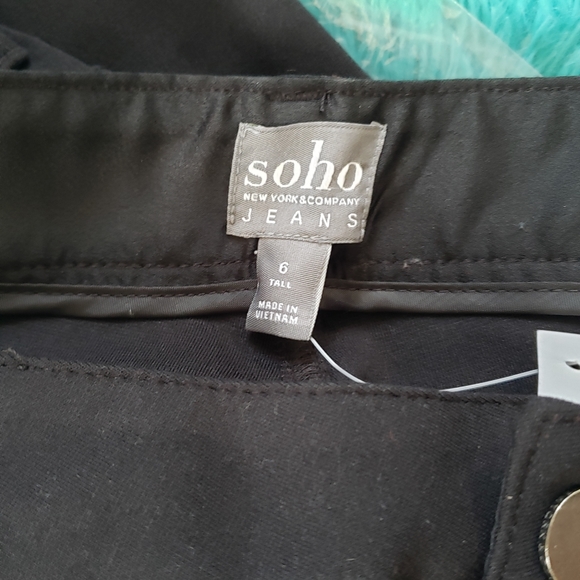 soho
NEW YORK&COMPANY
JEANS
6
TALL
MADE IN
VIETNAM